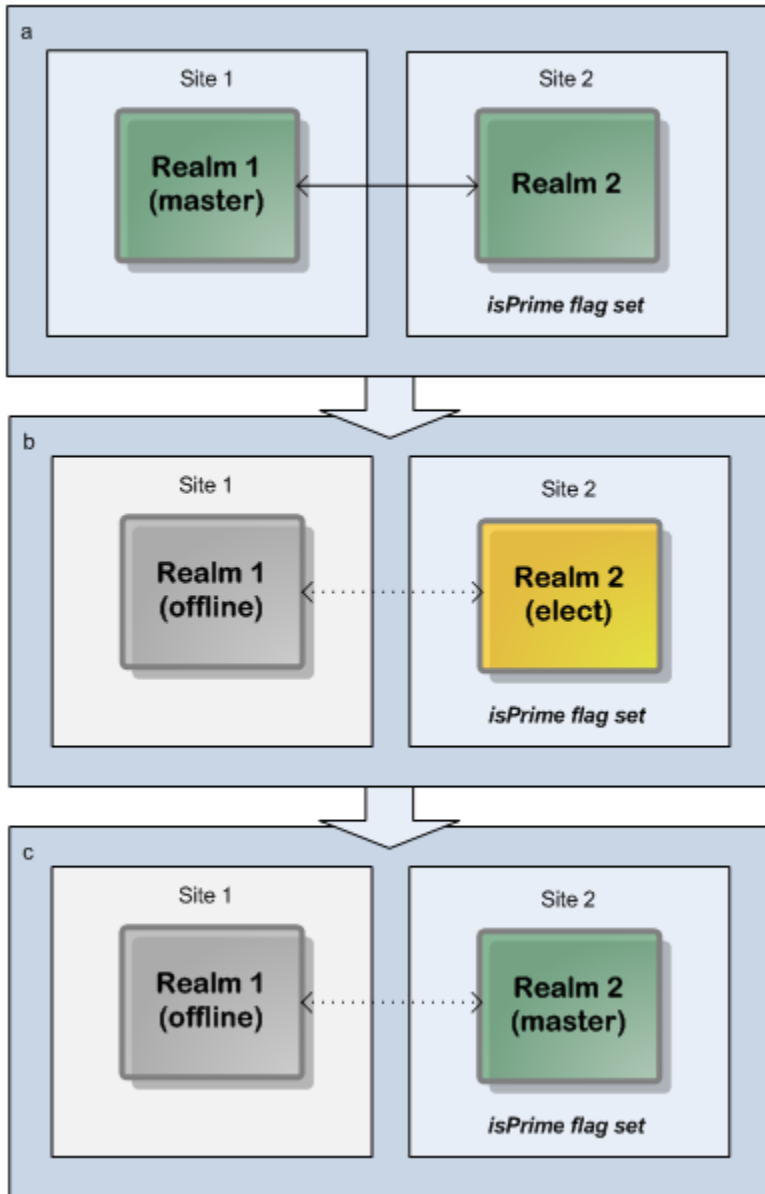 a
Site 1
Site 2
Realm 1
(master)
Realm 2
isPrime flag set
b
Site 1
Site 2
Realm 1
(offline)
Realm 2
(elect)
isPrime flag set
c
Site 1
Site 2
Realm 1
(offline)
Realm 2
(master)
isPrime flag set